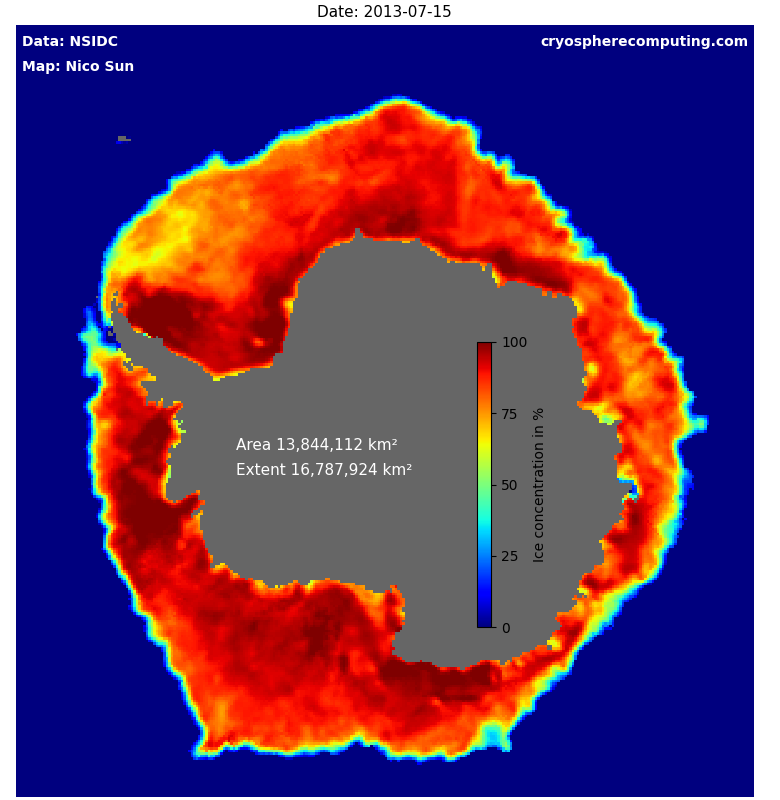 Date: 2013-07-15
Data: NSIDC
cryospherecomputing.com
Map: Nico Sun
100
75
50
25
0
Ice concentration in %
Area 13,844,112 km²
Extent 16,787,924 km²